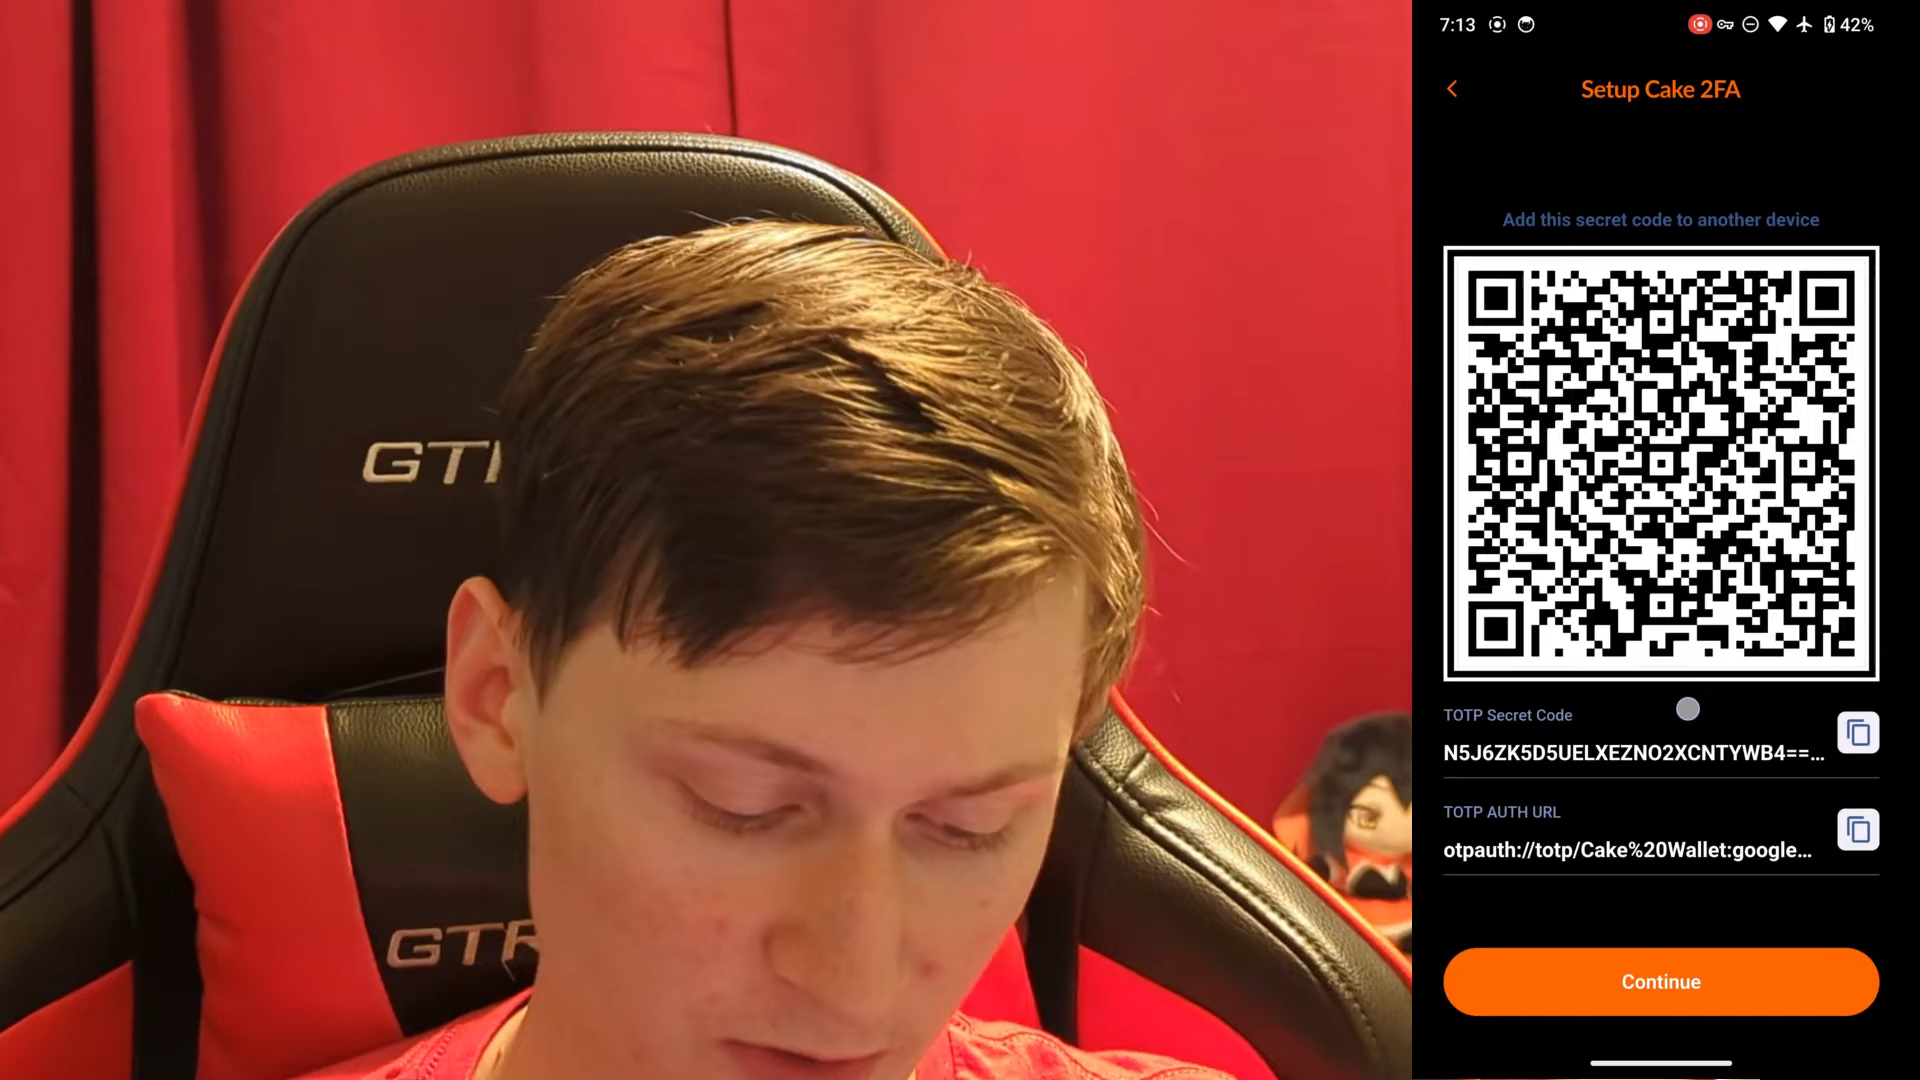 GT
GTR
7:13
42%
Setup Cake 2FA
Add this secret code to another device
TOTP Secret Code
N5J6ZK5D5UELXEZNO2XCNTYWB4==...
TOTP AUTH URL
otpauth://totp/Cake%20Wallet:google...
Continue